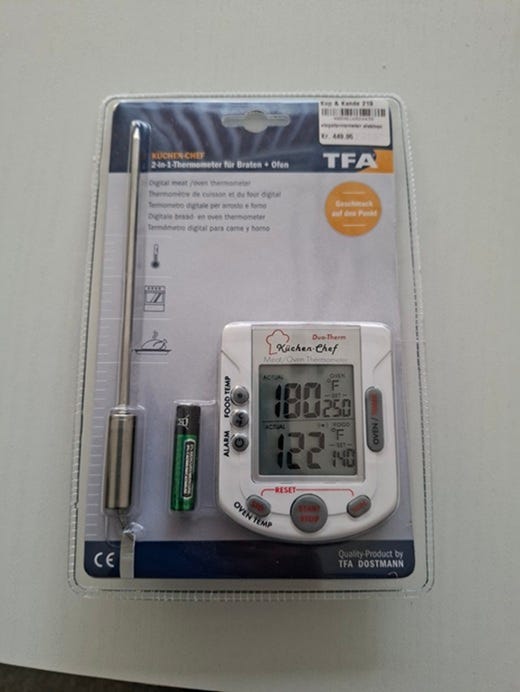 Kop & Kande 219
stegetermometer elektron
Kr. 449.95
KÜCHEN-CHEF
2-in-1-Thermometer für Braten + Ofen
TFA
Digital meat /oven thermometer
Thermomètre de cuisson et du four digital
Termometro digitale per arrosto e forno
Digitale braad- en oven thermometer
Termómetro digital para carne y horno
Geschmack
auf den Punkt
Duo-Therm
Küchen-Chef
Meat/Oven Thermometer
ACTUAL OVEN
180 °F
SET
250
ACTUAL FOOD
122 °F
SET
140
FOOD TEMP
ALARM
OVEN /
RESET
OVEN TEMP
START
STOP
CE
Quality-Product by
TFA DOSTMANN